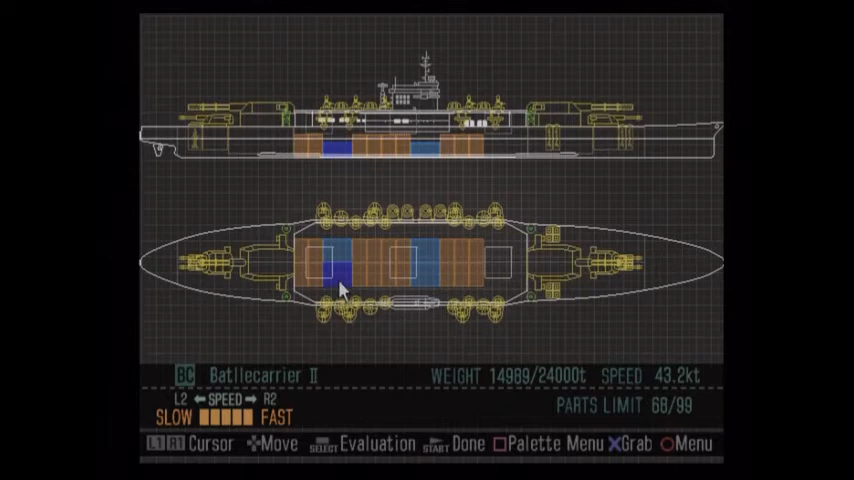 BC Batllecarrier II WEIGHT 14989/24000t SPEED 43.2kt
L2 ←SPEED→ R2
SLOW FAST PARTS LIMIT 68/99
L1 R1 Cursor Move SELECT Evaluation START Done Palette Menu Grab Menu